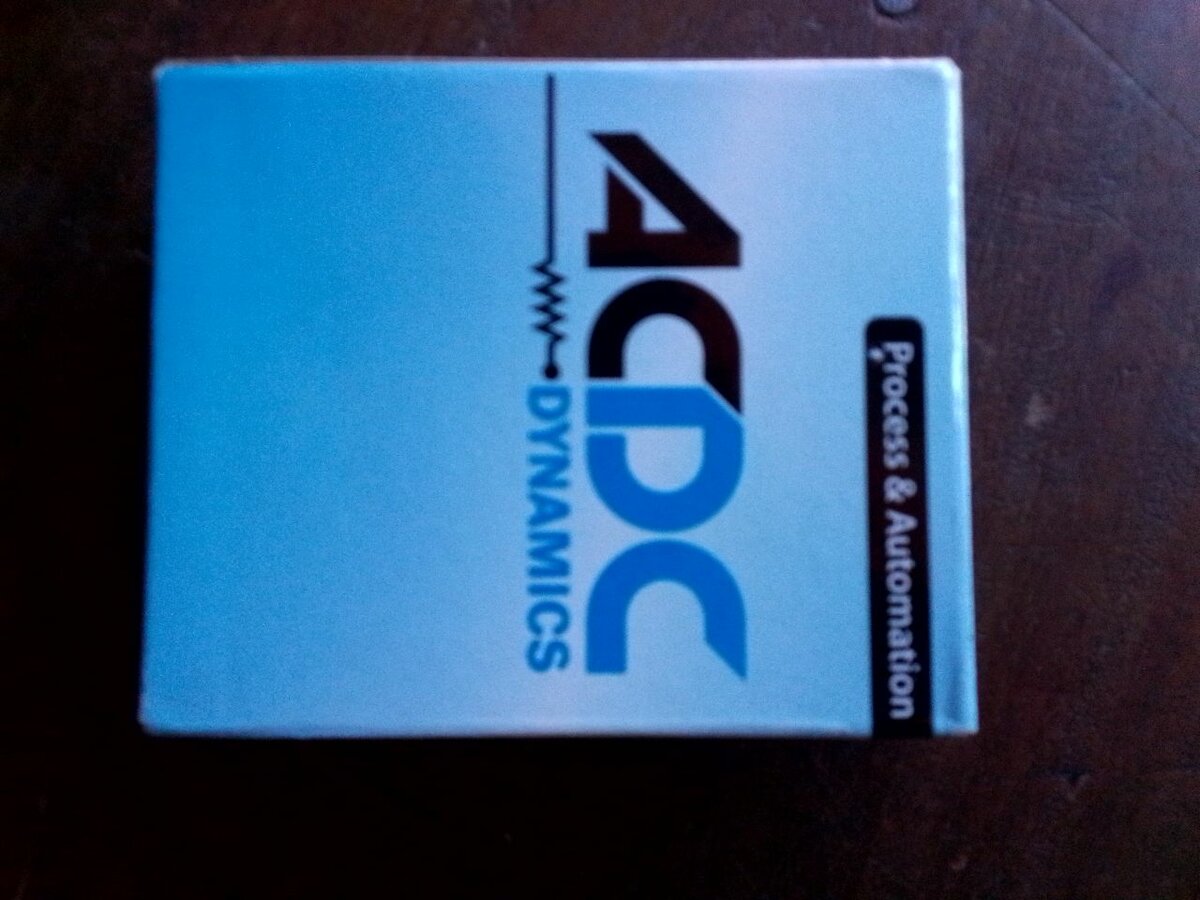 Process & Automation
ACDC
DYNAMICS